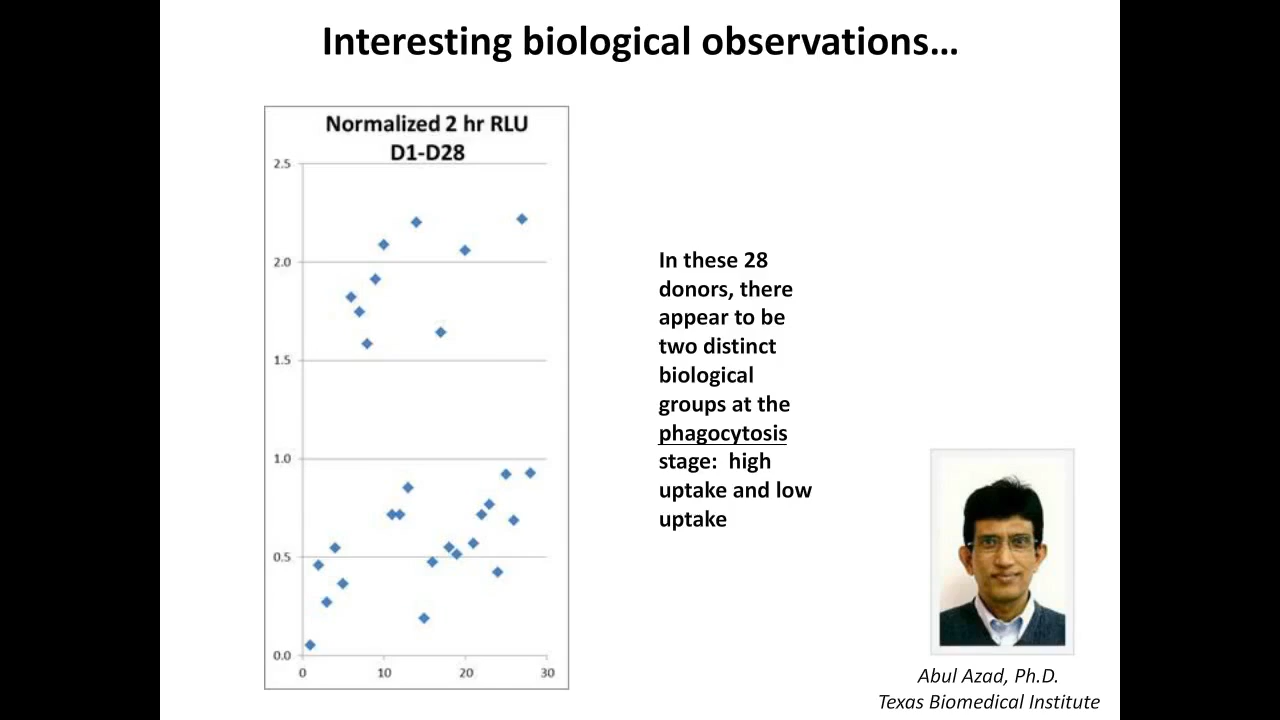 Interesting biological observations…
Normalized 2 hr RLU
D1-D28
2.5
2.0
1.5
1.0
0.5
0.0
0 10 20 30
In these 28
donors, there
appear to be
two distinct
biological
groups at the
phagocytosis
stage: high
uptake and low
uptake
Abul Azad, Ph.D.
Texas Biomedical Institute